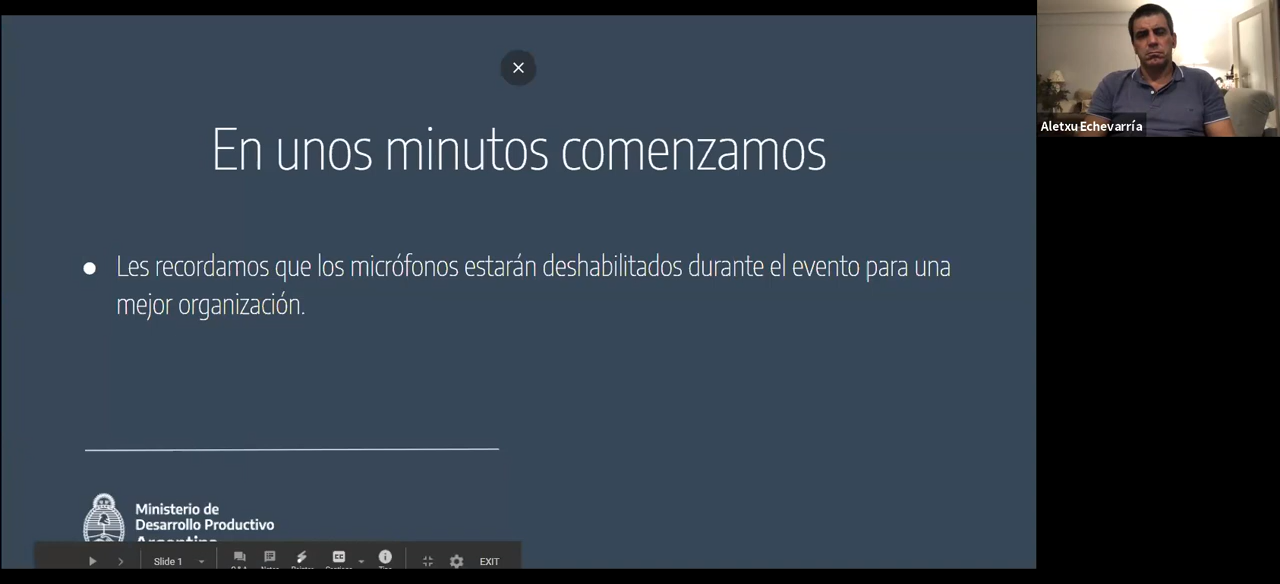 En unos minutos comenzamos
● Les recordamos que los micrófonos estarán deshabilitados durante el evento para una
mejor organización.
Ministerio de
Desarrollo Productivo
Argentina
Slide 1
EXIT
Aletxu Echevarría